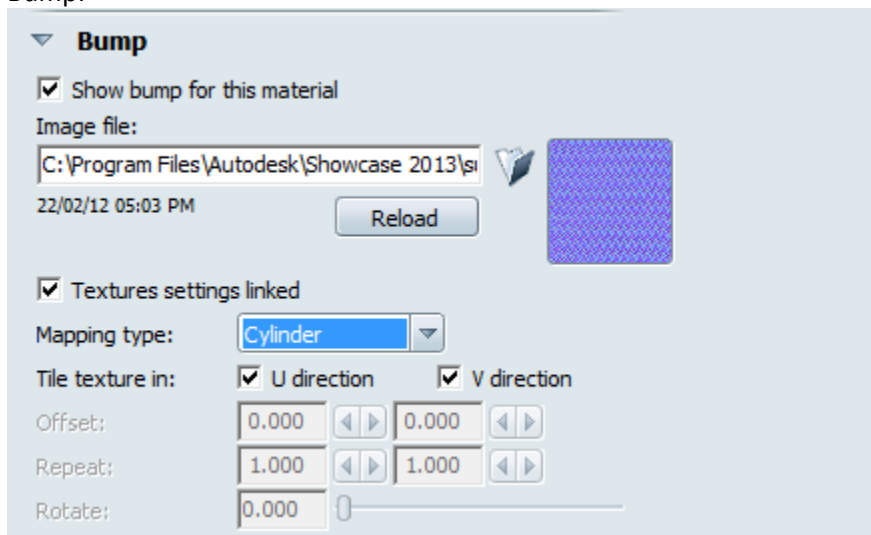 Bump
Show bump for this material
Image file:
C:\Program Files\Autodesk\Showcase 2013\
22/02/12 05:03 PM
Reload
Textures settings linked
Mapping type: Cylinder
Tile texture in: U direction V direction
Offset: 0.000 0.000
Repeat: 1.000 1.000
Rotate: 0.000